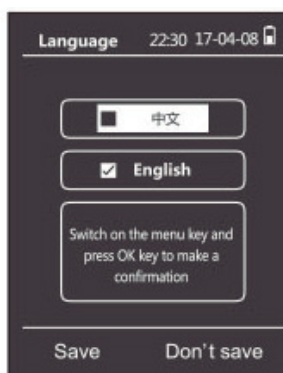 Language 22:30 17-04-08
中文
English
Switch on the menu key and
press OK key to make a
confirmation
Save Don't save